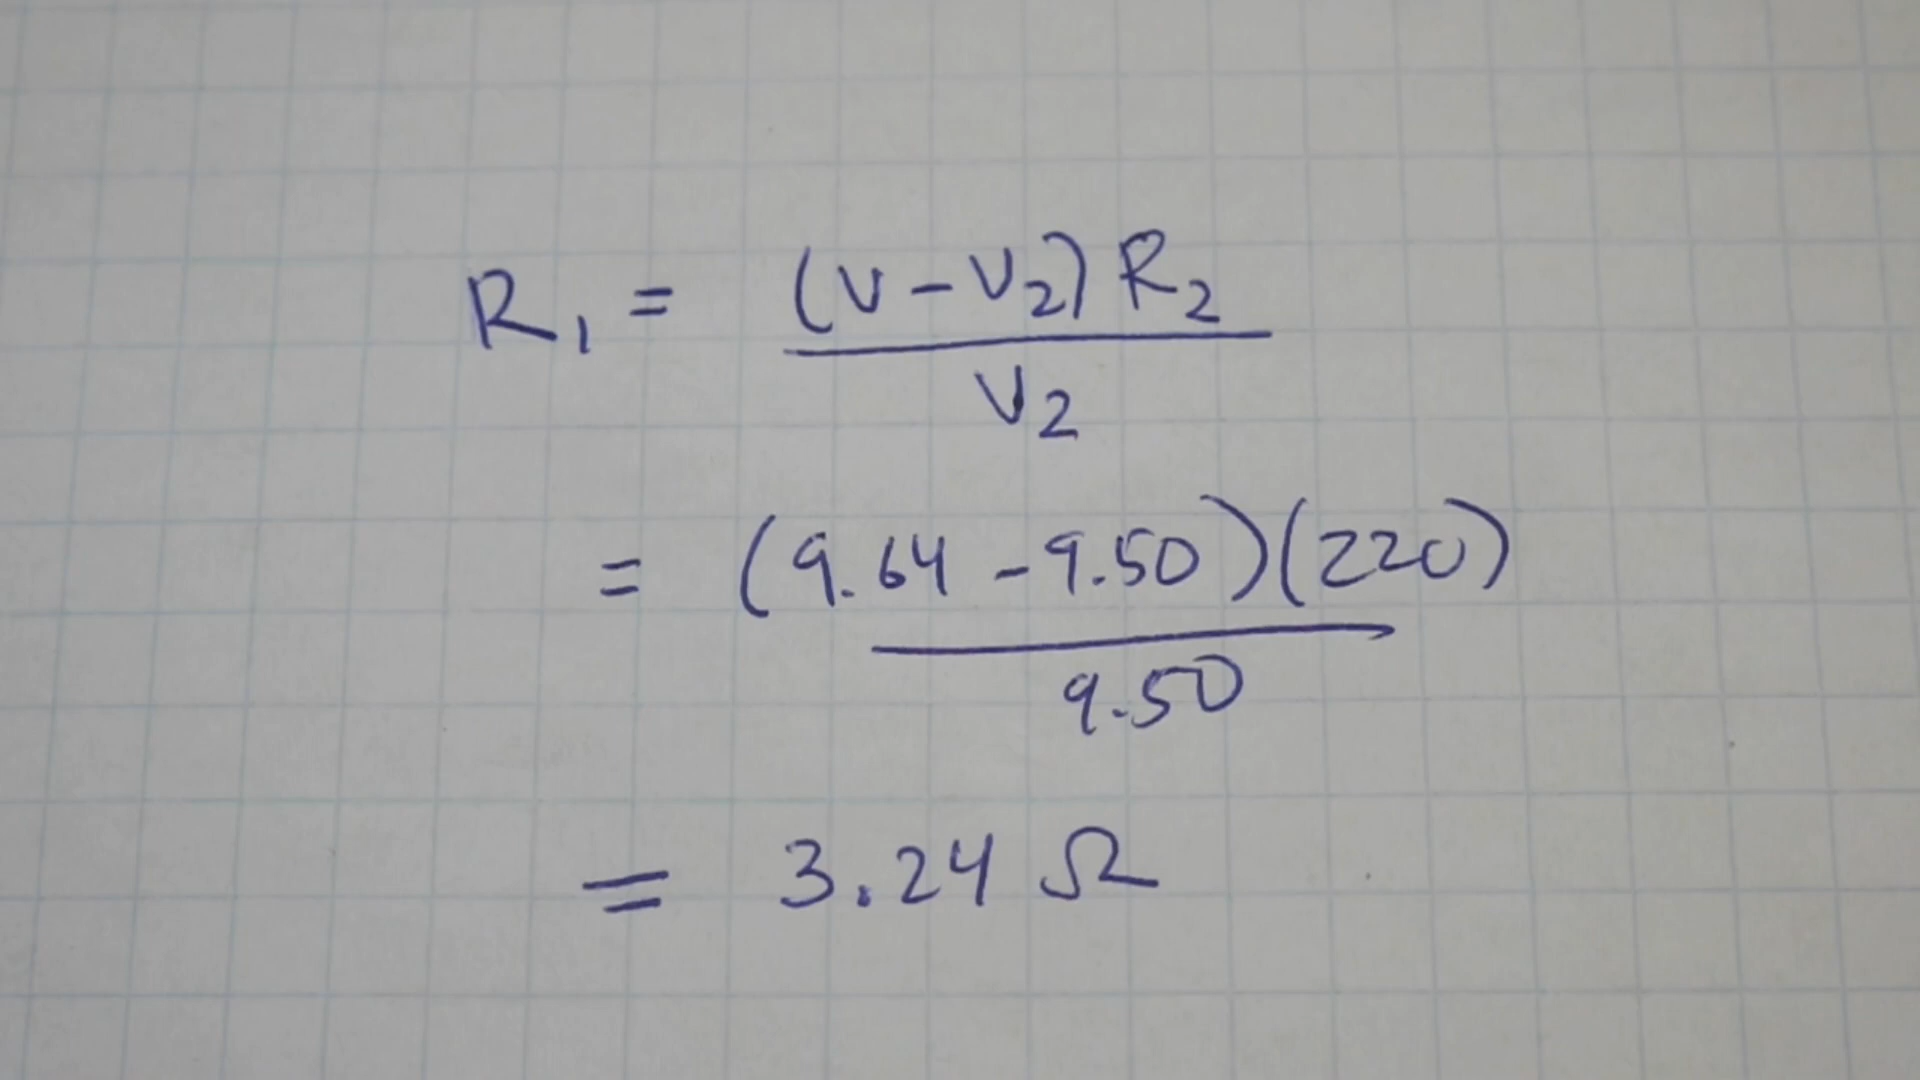 R₁ = (V - V₂) R₂
V₂
= (9.64 - 9.50)(220)
9.50
= 3.24 Ω